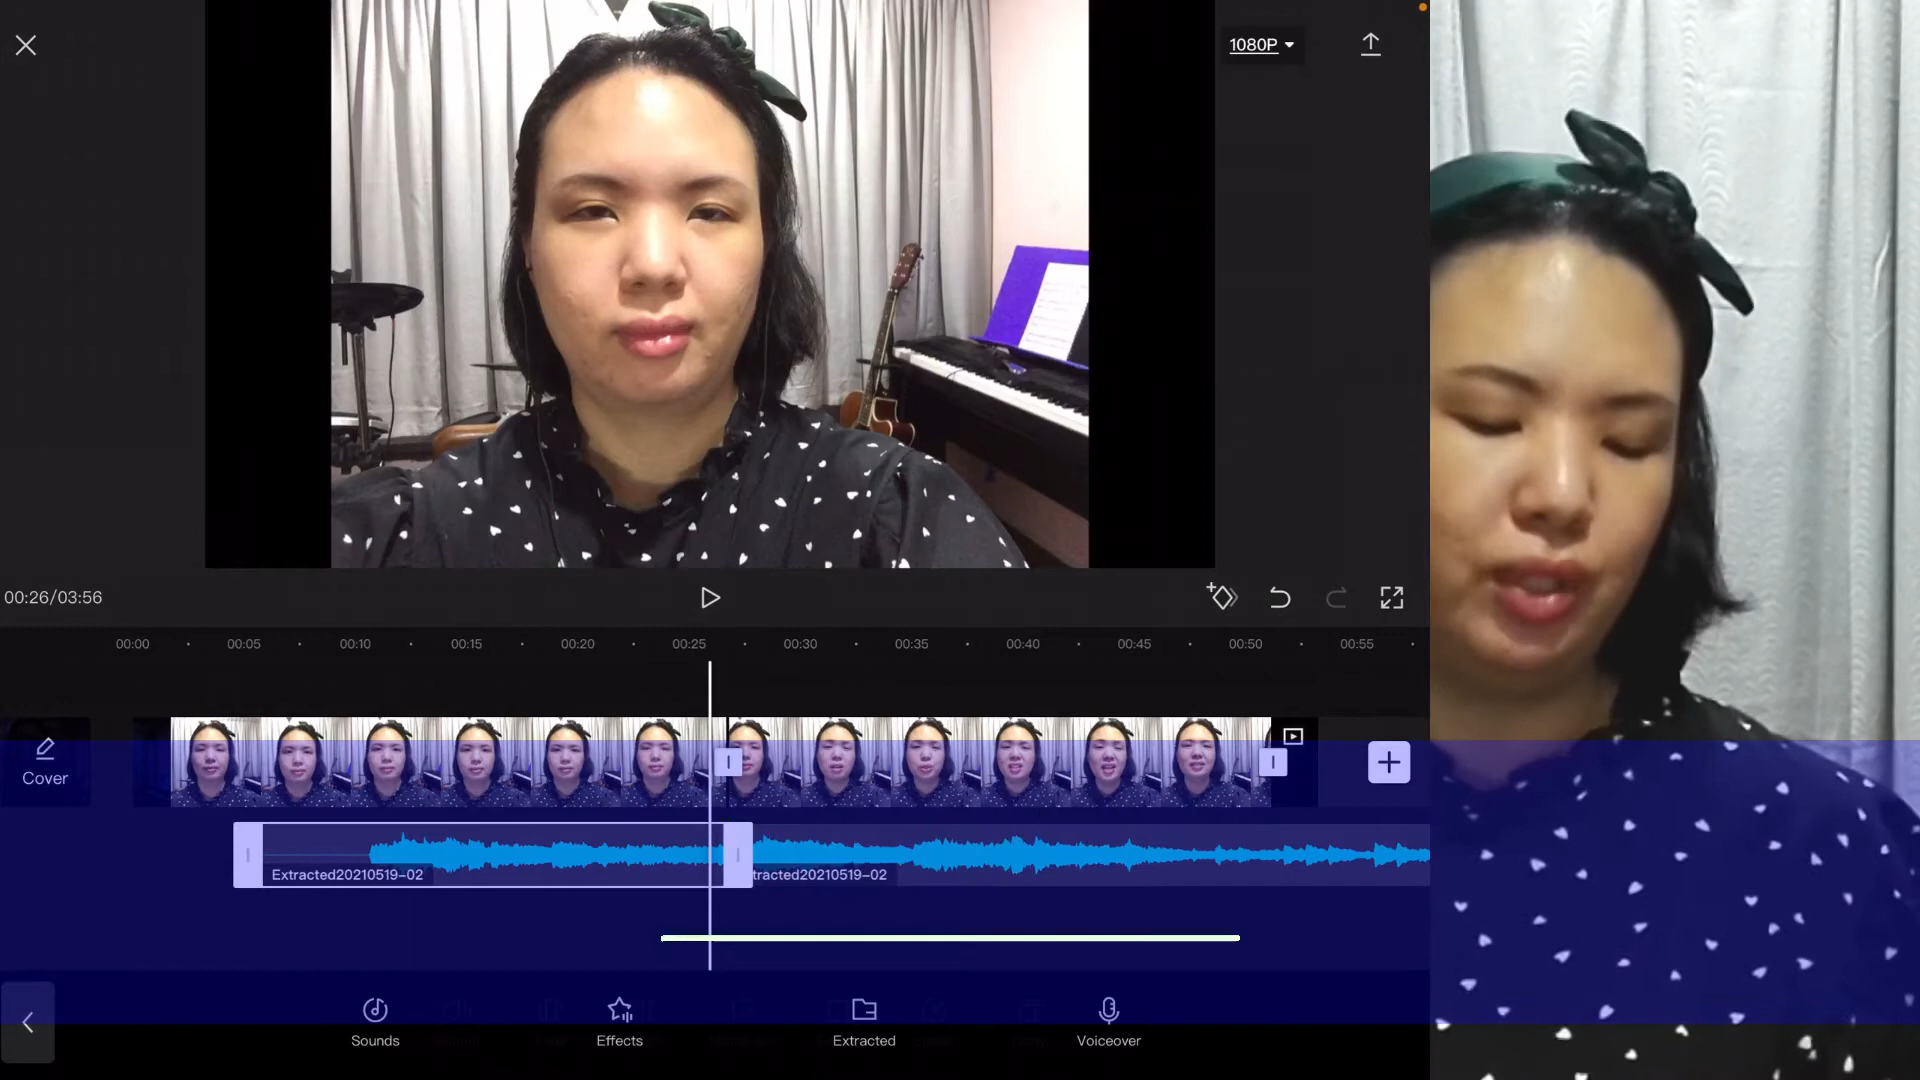 1080P
00:26/03:56
00:00 00:05 00:10 00:15 00:20 00:25 00:30 00:35 00:40 00:45 00:50 00:55
Cover
Extracted20210519-02 tracted20210519-02
Sounds Effects Extracted Voiceover